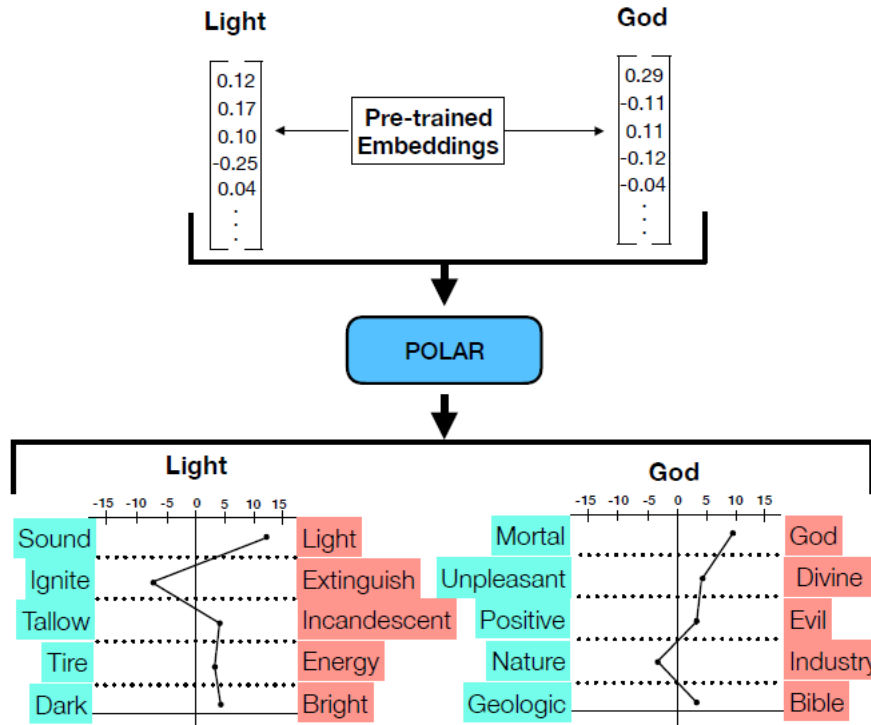 Light God
0.12 0.29
0.17 -0.11
0.10 0.11
-0.25 -0.12
0.04 -0.04
Pre-trained
Embeddings
POLAR
Light
-15 -10 -5 0 5 10 15
Sound Light
Ignite Extinguish
Tallow Incandescent
Tire Energy
Dark Bright
God
-15 -10 -5 0 5 10 15
Mortal God
Unpleasant Divine
Positive Evil
Nature Industry
Geologic Bible